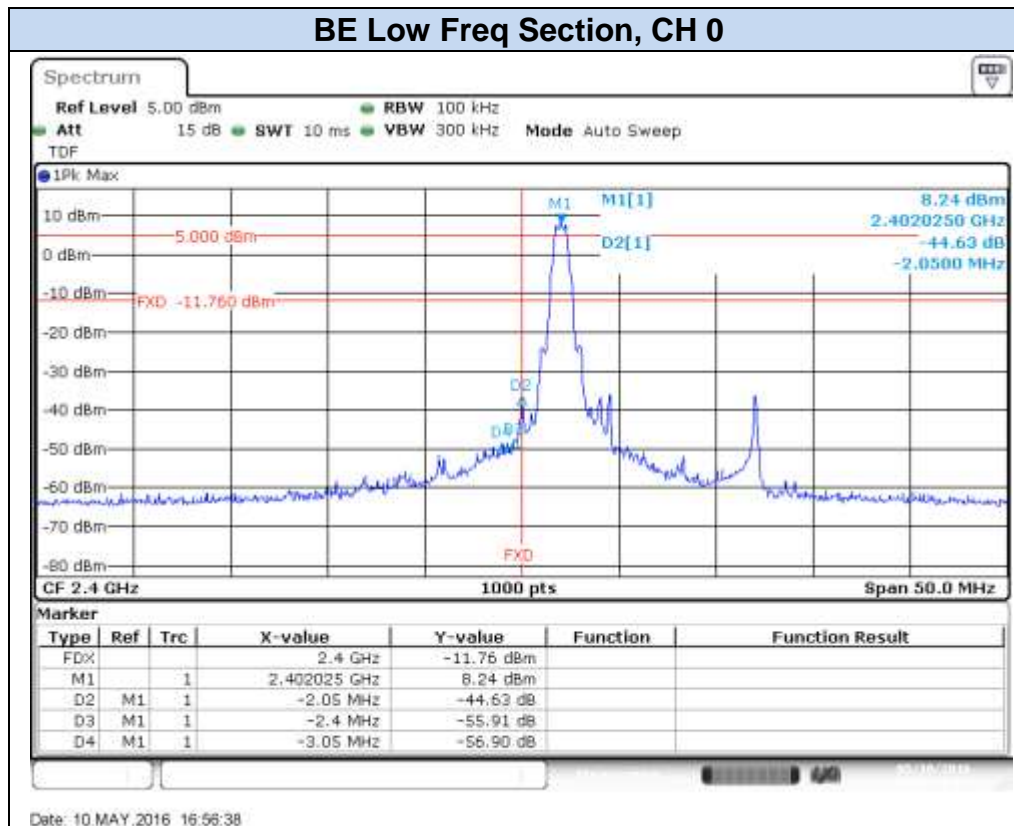 BE Low Freq Section, CH 0
Spectrum
Ref Level 5.00 dBm RBW 100 kHz
Att 15 dB SWT 10 ms VBW 300 kHz Mode Auto Sweep
TDF
1Pk Max
M1 M1[1] 8.24 dBm
2.4020250 GHz
D2[1] -44.63 dB
-2.0500 MHz
10 dBm
5.000 dBm
0 dBm
-10 dBm
FXD -11.760 dBm
-20 dBm
-30 dBm
D2
-40 dBm
-50 dBm
-60 dBm
-70 dBm
FXD
-80 dBm
CF 2.4 GHz 1000 pts Span 50.0 MHz
Marker
Type Ref Trc X-value Y-value Function Function Result
FDX 2.4 GHz -11.76 dBm
M1 1 2.402025 GHz 8.24 dBm
D2 M1 1 -2.05 MHz -44.63 dB
D3 M1 1 -2.4 MHz -55.91 dB
D4 M1 1 -3.05 MHz -56.90 dB
Date: 10.MAY.2016 16:56:38